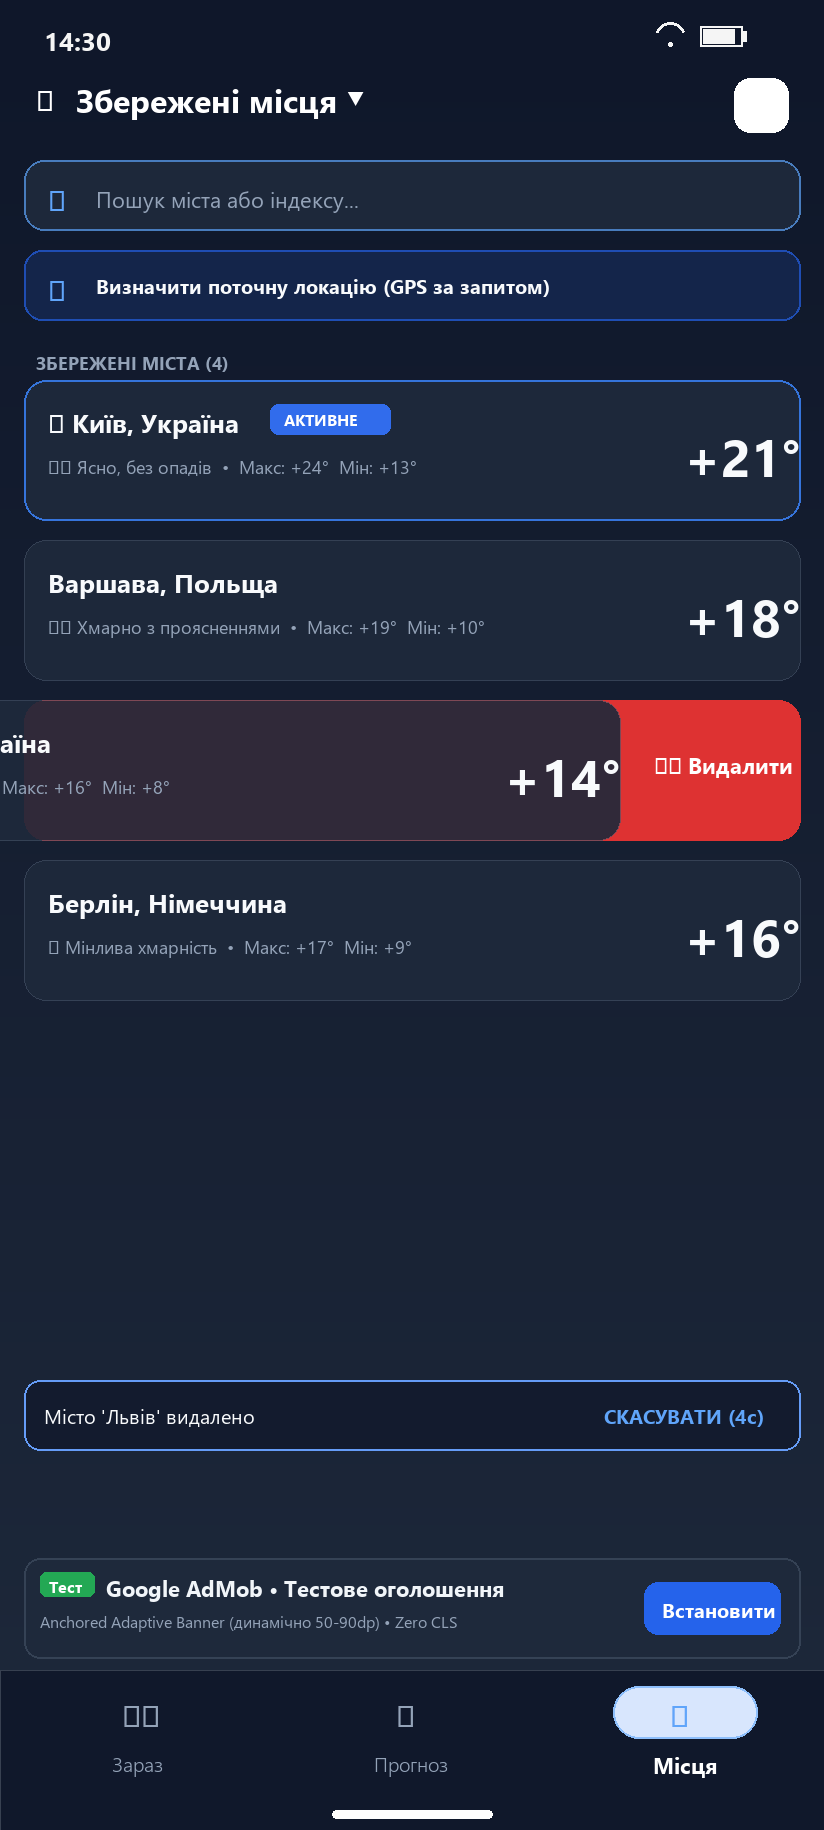 14:30
Збережені місця ▼
Пошук міста або індексу...
Визначити поточну локацію (GPS за запитом)
ЗБЕРЕЖЕНІ МІСТА (4)
Київ, Україна
АКТИВНЕ
Ясно, без опадів • Макс: +24° Мін: +13°
+21°
Варшава, Польща
Хмарно з проясненнями • Макс: +19° Мін: +10°
+18°
аїна
Макс: +16° Мін: +8°
+14°
Видалити
Берлін, Німеччина
Мінлива хмарність • Макс: +17° Мін: +9°
+16°
Місто 'Львів' видалено
СКАСУВАТИ (4с)
Тест
Google AdMob • Тестове оголошення
Anchored Adaptive Banner (динамічно 50-90dp) • Zero CLS
Встановити
Зараз
Прогноз
Місця